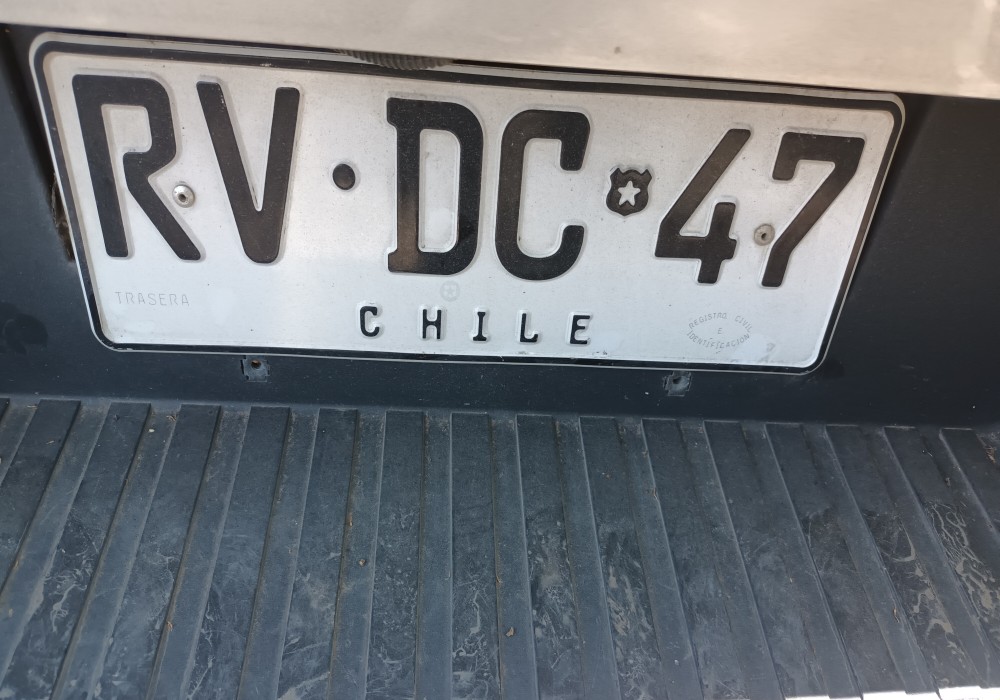 RV·DC 47
TRASERA
CHILE
REGISTRO CIVIL
E
IDENTIFICACION